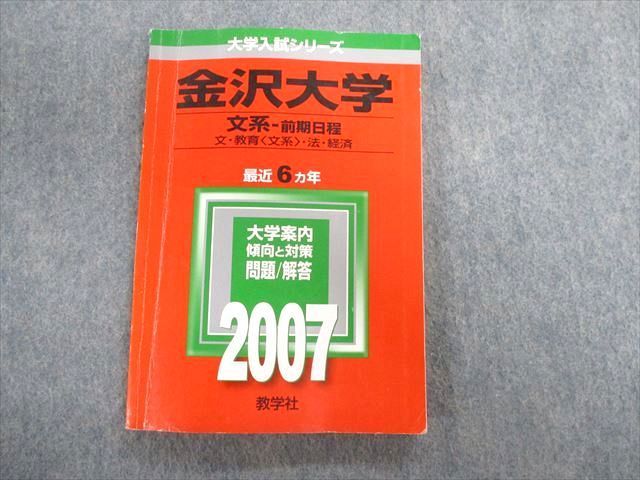 大学入試シリーズ
金沢大学
文系-前期日程
文・教育〈文系〉・法・経済
最近6ヵ年
大学案内
傾向と対策
問題/解答
2007
教学社